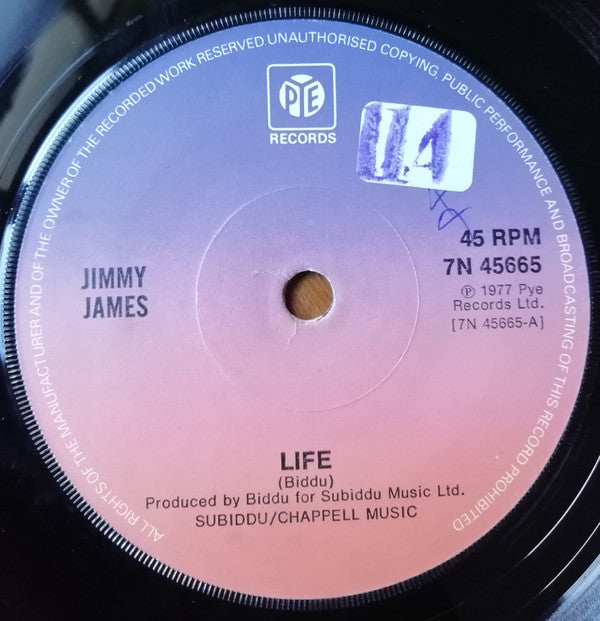 ALL RIGHTS OF THE MANUFACTURER AND OF THE OWNER OF THE RECORDED WORK RESERVED UNAUTHORISED COPYING, PUBLIC PERFORMANCE AND BROADCASTING OF THIS RECORD PROHIBITED
PYE
RECORDS
45 RPM
7N 45665
℗ 1977 Pye
Records Ltd.
[7N 45665-A]
JIMMY
JAMES
LIFE
(Biddu)
Produced by Biddu for Subiddu Music Ltd.
SUBIDDU/CHAPPELL MUSIC